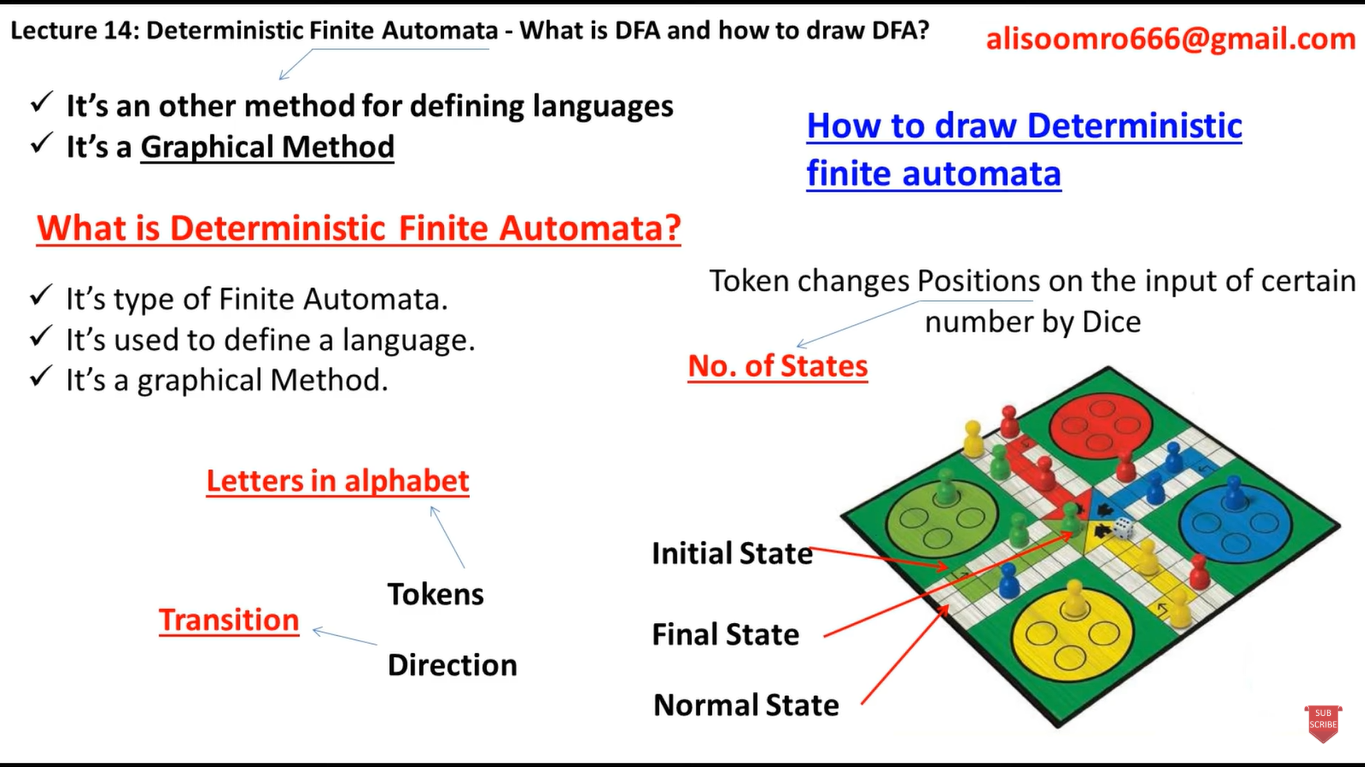 Lecture 14: Deterministic Finite Automata - What is DFA and how to draw DFA?
alisoomro666@gmail.com
✓ It's an other method for defining languages
✓ It's a Graphical Method
How to draw Deterministic
finite automata
What is Deterministic Finite Automata?
✓ It's type of Finite Automata.
✓ It's used to define a language.
✓ It's a graphical Method.
Token changes Positions on the input of certain
number by Dice
No. of States
Letters in alphabet
Tokens
Transition
Direction
Initial State
Final State
Normal State
SUB
SCRIBE